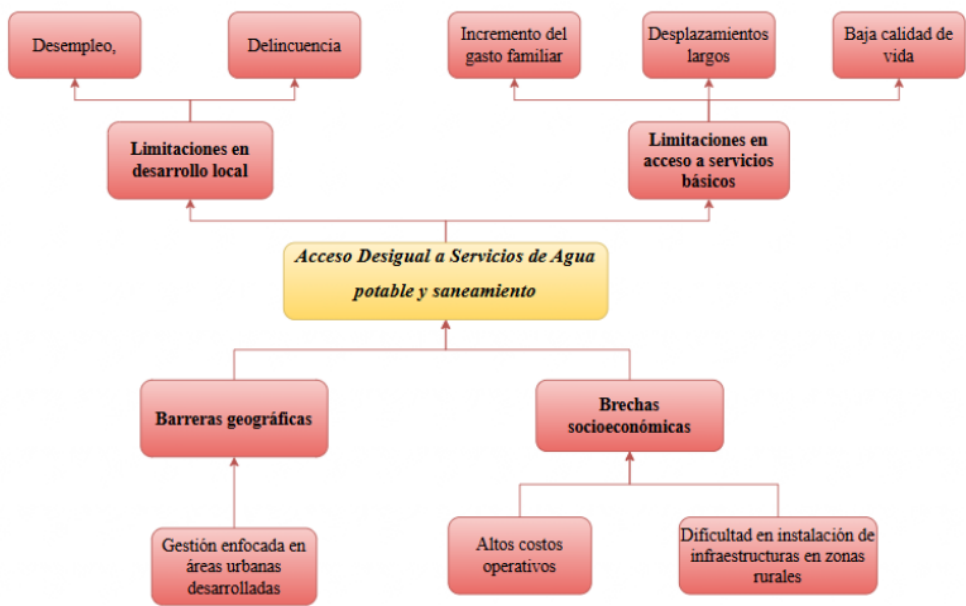 Desempleo,
Delincuencia
Incremento del
gasto familiar
Desplazamientos
largos
Baja calidad de
vida
Limitaciones en
desarrollo local
Limitaciones en
acceso a servicios
básicos
Acceso Desigual a Servicios de Agua
potable y saneamiento
Barreras geográficas
Brechas
socioeconómicas
Gestión enfocada en
áreas urbanas
desarrolladas
Altos costos
operativos
Dificultad en instalación de
infraestructuras en zonas
rurales